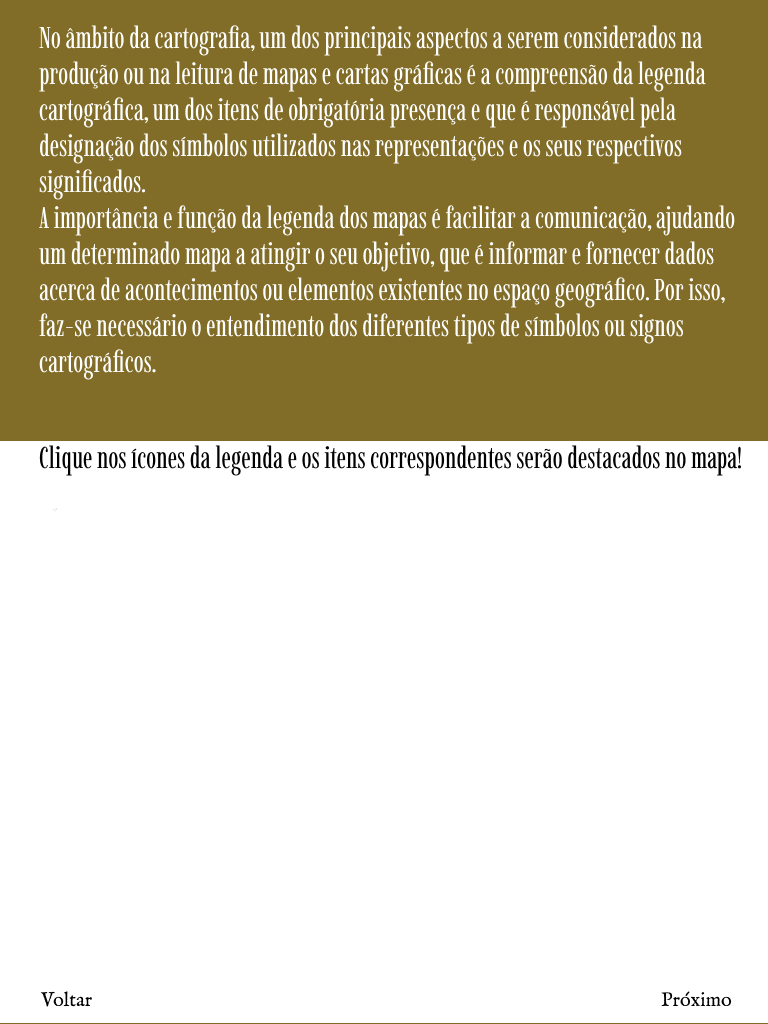 No âmbito da cartografia, um dos principais aspectos a serem considerados na
produção ou na leitura de mapas e cartas gráficas é a compreensão da legenda
cartográfica, um dos itens de obrigatória presença e que é responsável pela
designação dos símbolos utilizados nas representações e os seus respectivos
significados.
A importância e função da legenda dos mapas é facilitar a comunicação, ajudando
um determinado mapa a atingir o seu objetivo, que é informar e fornecer dados
acerca de acontecimentos ou elementos existentes no espaço geográfico. Por isso,
faz-se necessário o entendimento dos diferentes tipos de símbolos ou signos
cartográficos.
Clique nos ícones da legenda e os itens correspondentes serão destacados no mapa!
Voltar
Próximo